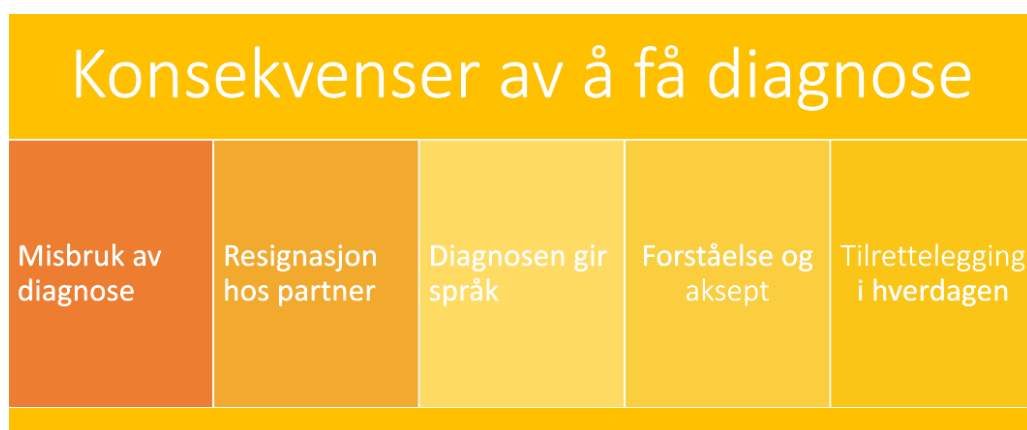 Konsekvenser av å få diagnose
Misbruk av
diagnose
Resignasjon
hos partner
Diagnosen gir
språk
Forståelse og
aksept
Tilrettelegging
i hverdagen